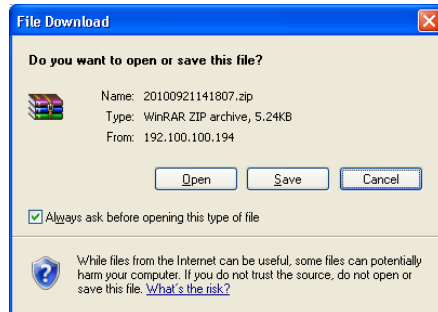 File Download
Do you want to open or save this file?
Name: 20100921141807.zip
Type: WinRAR ZIP archive, 5.24KB
From: 192.100.100.194
Open Save Cancel
Always ask before opening this type of file
While files from the Internet can be useful, some files can potentially
harm your computer. If you do not trust the source, do not open or
save this file. What's the risk?